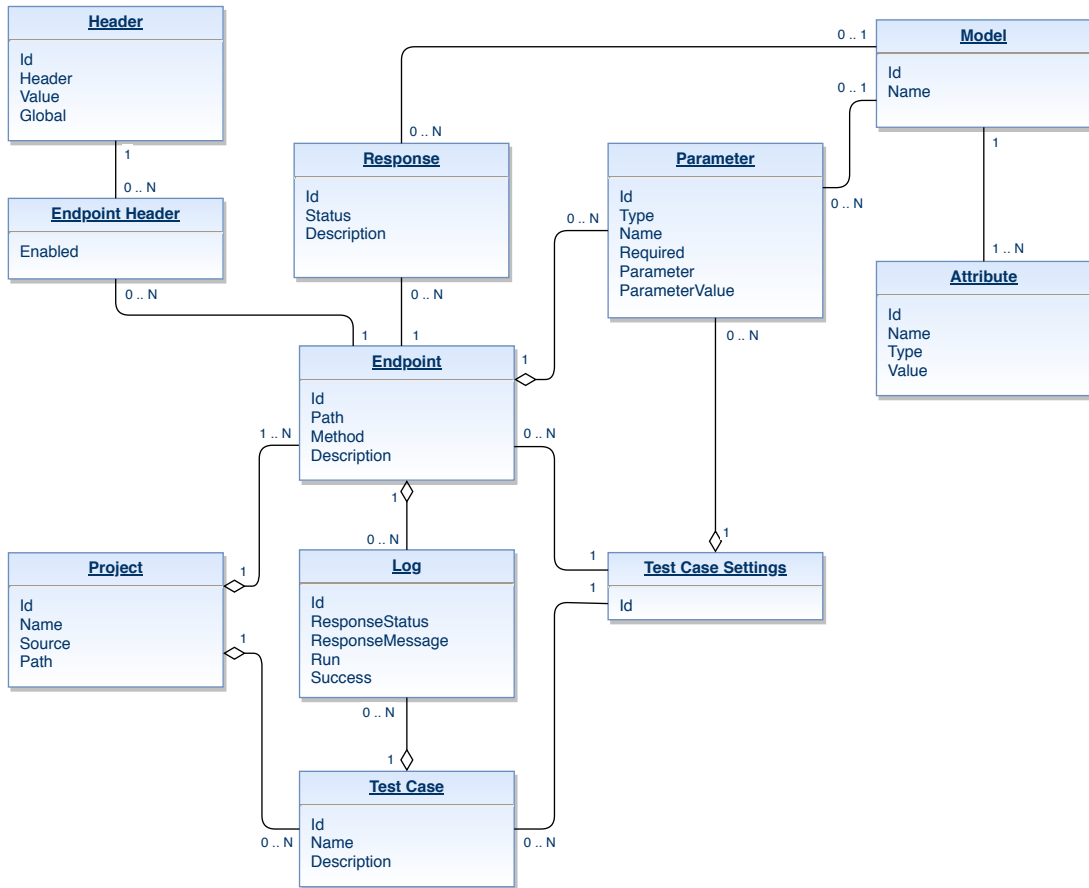 Header
Id
Header
Value
Global
1
0 .. N
Endpoint Header
Enabled
0 .. N
1
Response
Id
Status
Description
0 .. N
0 .. 1
0 .. N
1
Model
Id
Name
0 .. 1
0 .. N
1
1 .. N
Attribute
Id
Name
Type
Value
Parameter
Id
Type
Name
Required
Parameter
ParameterValue
0 .. N
1
0 .. N
1
Endpoint
Id
Path
Method
Description
1 .. N
1
0 .. N
1
1
0 .. N
Project
Id
Name
Source
Path
1
0 .. N
Log
Id
ResponseStatus
ResponseMessage
Run
Success
0 .. N
1
Test Case Settings
Id
1
0 .. N
Test Case
Id
Name
Description